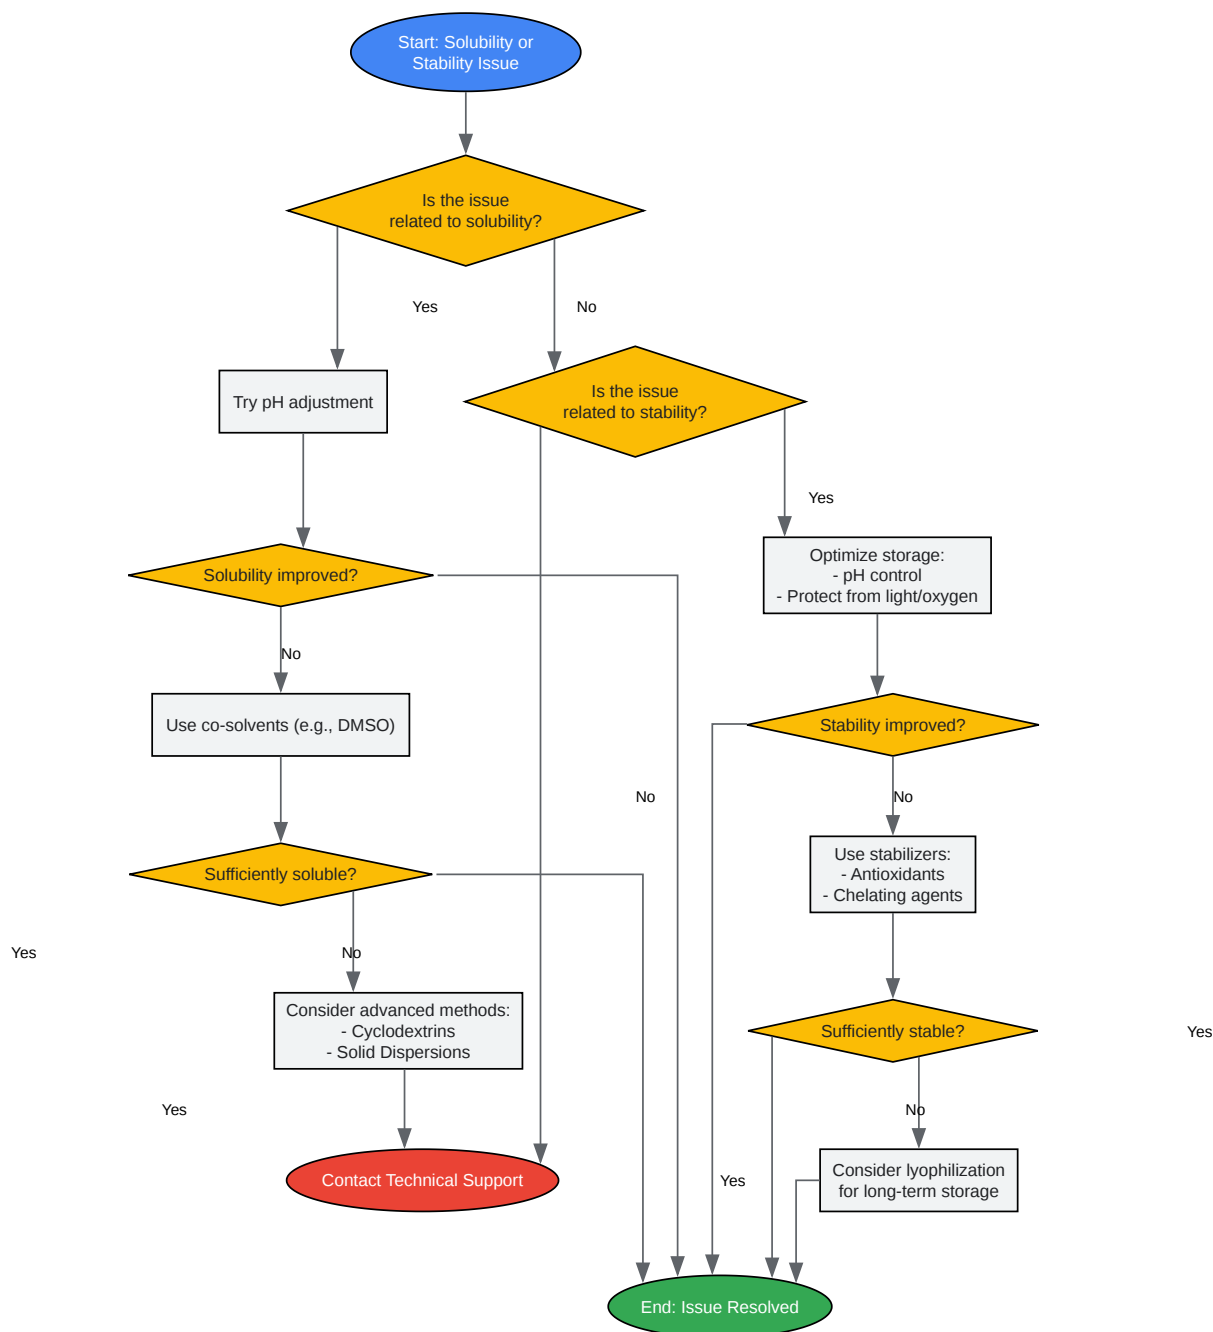 Start: Solubility or
Stability Issue
Is the issue
related to solubility?
Yes
No
Try pH adjustment
Is the issue
related to stability?
Yes
Optimize storage:
- pH control
- Protect from light/oxygen
Solubility improved?
No
Use co-solvents (e.g., DMSO)
Stability improved?
No
No
Use stabilizers:
- Antioxidants
- Chelating agents
Sufficiently soluble?
Yes
No
Consider advanced methods:
- Cyclodextrins
- Solid Dispersions
Sufficiently stable?
Yes
Yes
No
Contact Technical Support
Yes
Consider lyophilization
for long-term storage
End: Issue Resolved